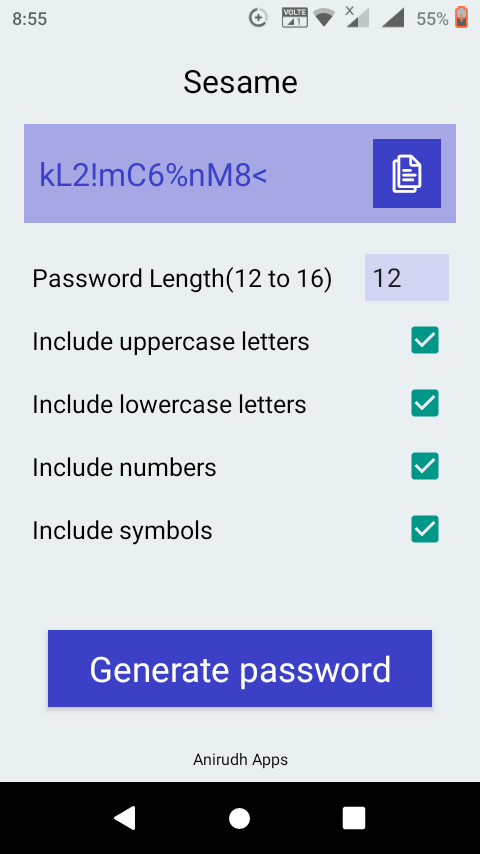 8:55 VOLTE 1 X 55%
Sesame
kL2!mC6%nM8<
Password Length(12 to 16) 12
Include uppercase letters
Include lowercase letters
Include numbers
Include symbols
Generate password
Anirudh Apps